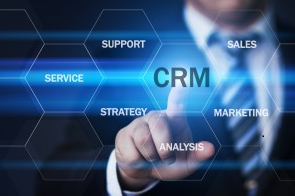 SUPPORT
SALES
SERVICE
CRM
STRATEGY
MARKETING
ANALYSIS